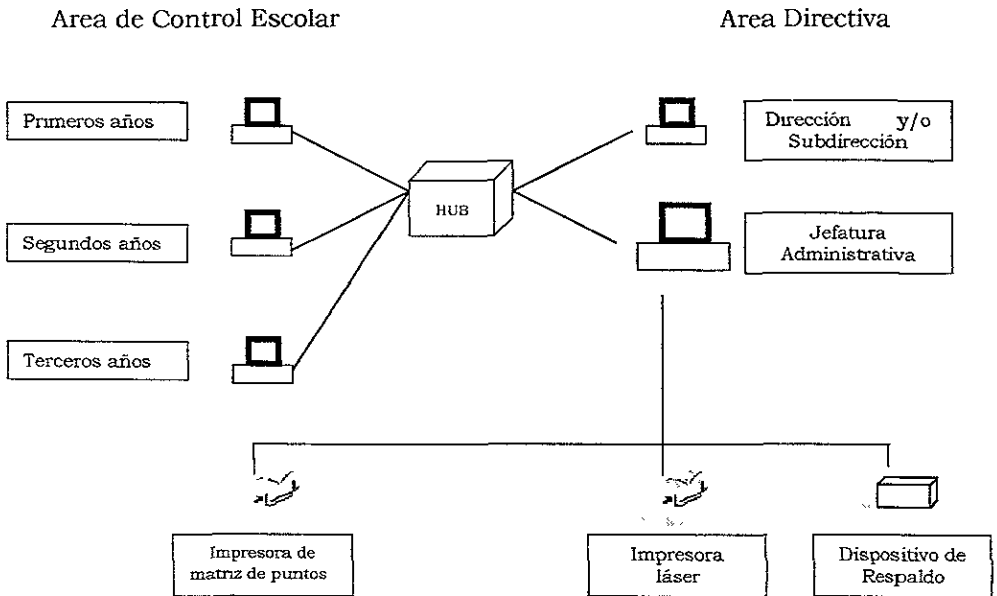 Area de Control Escolar
Area Directiva
Primeros años
Dirección y/o
Subdirección
HUB
Segundos años
Jefatura
Administrativa
Terceros años
Impresora de
matriz de puntos
Impresora
láser
Dispositivo de
Respaldo